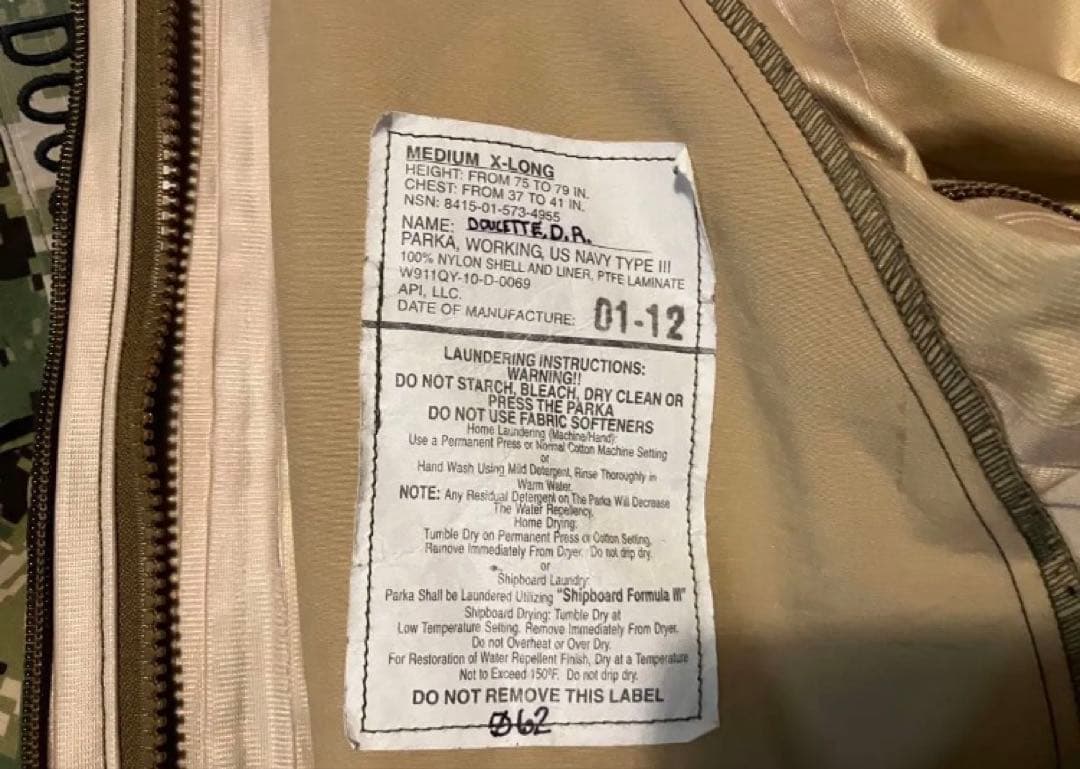 DOU
MEDIUM X-LONG
HEIGHT: FROM 75 TO 79 IN.
CHEST: FROM 37 TO 41 IN.
NSN: 8415-01-573-4955
NAME: DOUCETTE, D.R.
PARKA, WORKING, US NAVY TYPE III
100% NYLON SHELL AND LINER, PTFE LAMINATE
W911QY-10-D-0069
API, LLC.
DATE OF MANUFACTURE: 01-12
LAUNDERING INSTRUCTIONS:
WARNING!!
DO NOT STARCH, BLEACH, DRY CLEAN OR
PRESS THE PARKA
DO NOT USE FABRIC SOFTENERS
Home Laundering (Machine/Hand):
Use a Permanent Press or Normal Cotton Machine Setting
or
Hand Wash Using Mild Detergent, Rinse Thoroughly in
Warm Water.
NOTE: Any Residual Detergent on The Parka Will Decrease
The Water Repellency.
Home Drying:
Tumble Dry on Permanent Press or Cotton Setting,
Remove Immediately From Dryer. Do not drip dry.
or
Shipboard Laundry:
Parka Shall be Laundered Utilizing "Shipboard Formula III"
Shipboard Drying: Tumble Dry at
Low Temperature Setting. Remove Immediately From Dryer.
Do not Overheat or Over Dry.
For Restoration of Water Repellent Finish, Dry at a Temperature
Not to Exceed 150°F. Do not drip dry.
DO NOT REMOVE THIS LABEL
062